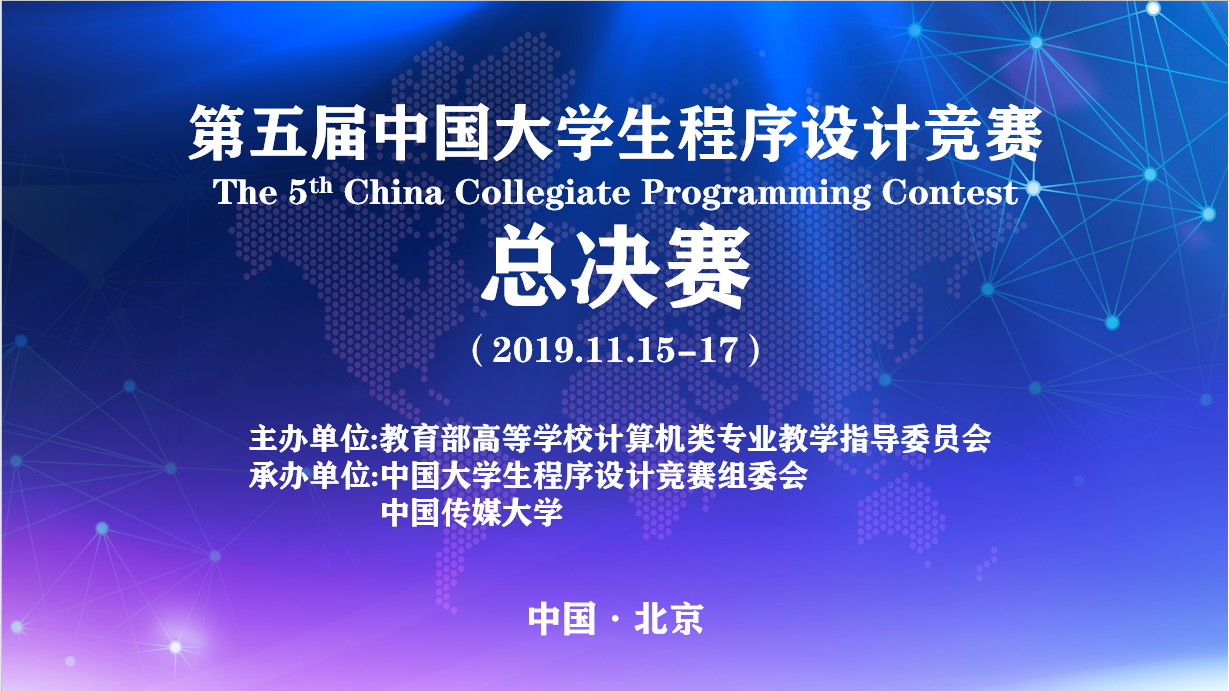 第五届中国大学生程序设计竞赛
The 5th China Collegiate Programming Contest
总决赛
（2019.11.15-17）
主办单位:教育部高等学校计算机类专业教学指导委员会
承办单位:中国大学生程序设计竞赛组委会
中国传媒大学
中国·北京